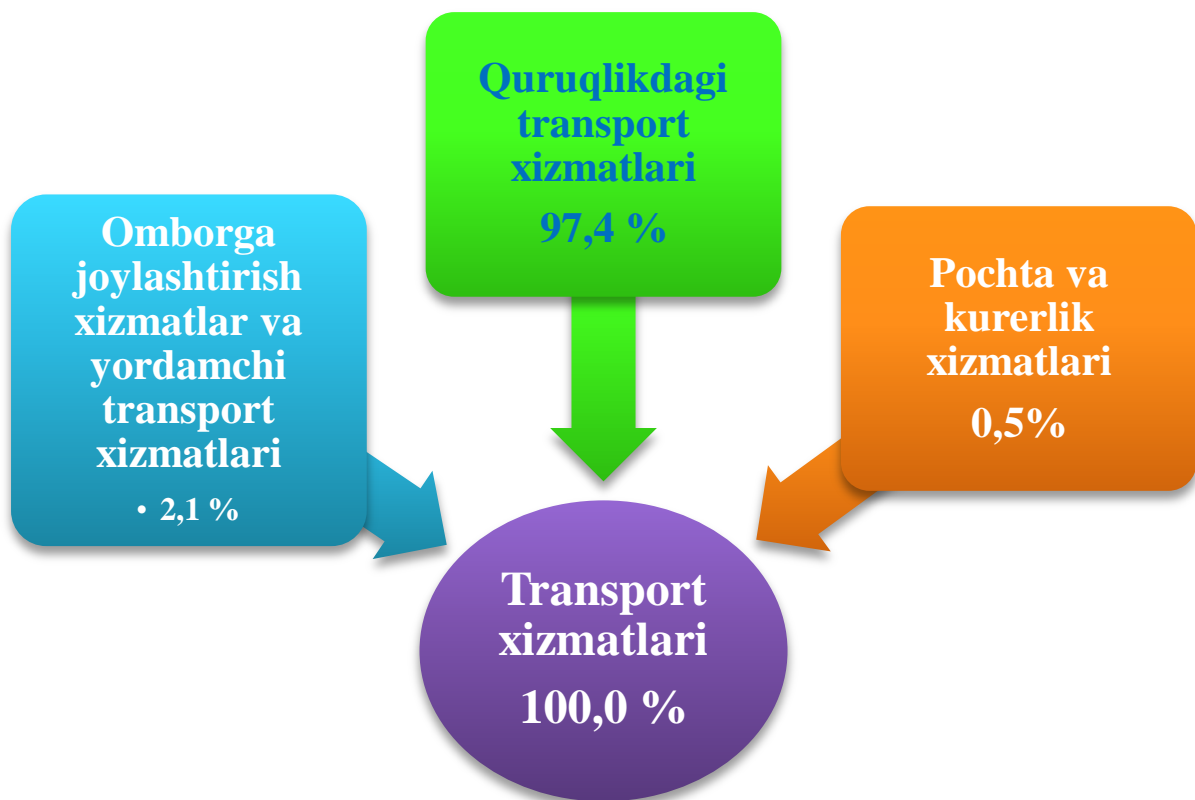 Quruqlikdagi
transport
xizmatlari
97,4 %
Omborga
joylashtirish
xizmatlar va
yordamchi
transport
xizmatlari
• 2,1 %
Pochta va
kurerlik
xizmatlari
0,5%
Transport
xizmatlari
100,0 %